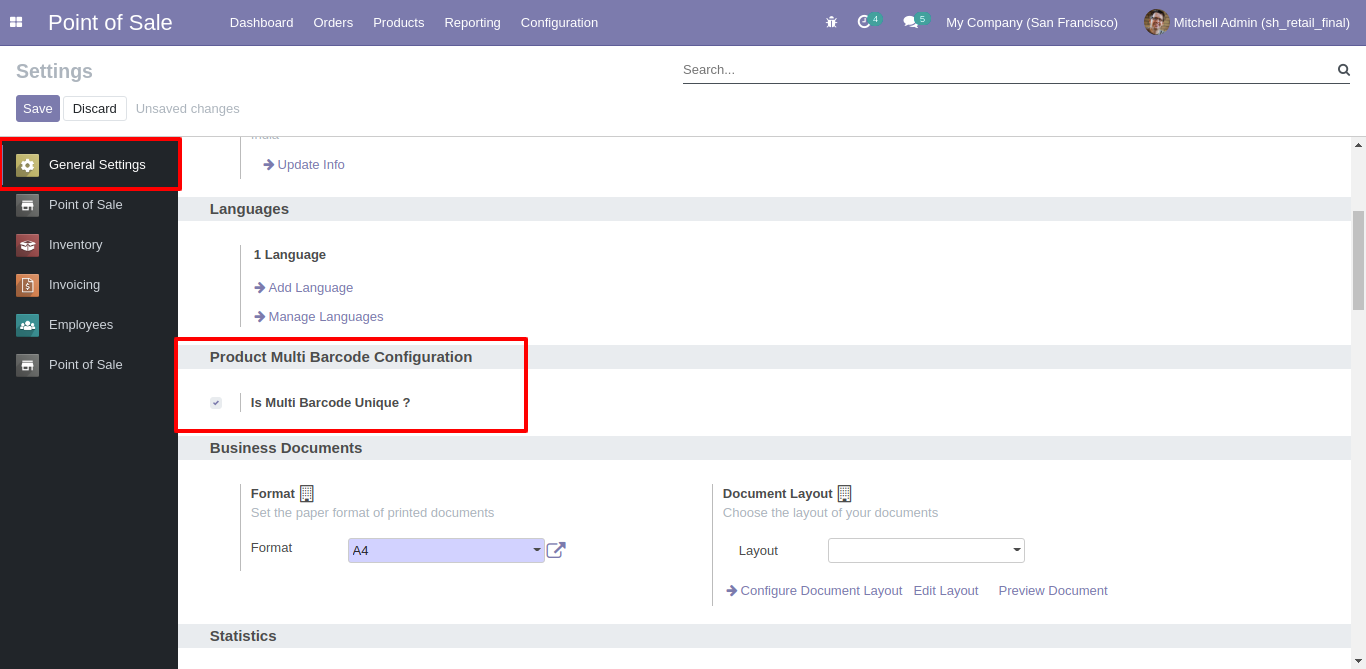 Point of Sale Dashboard Orders Products Reporting Configuration 4 5 My Company (San Francisco) Mitchell Admin (sh_retail_final)
Settings
Search...
Save Discard Unsaved changes
General Settings
Point of Sale
Inventory
Invoicing
Employees
Point of Sale
India
Update Info
Languages
1 Language
Add Language
Manage Languages
Product Multi Barcode Configuration
Is Multi Barcode Unique ?
Business Documents
Format
Set the paper format of printed documents
Format A4
Document Layout
Choose the layout of your documents
Layout
Configure Document Layout Edit Layout Preview Document
Statistics